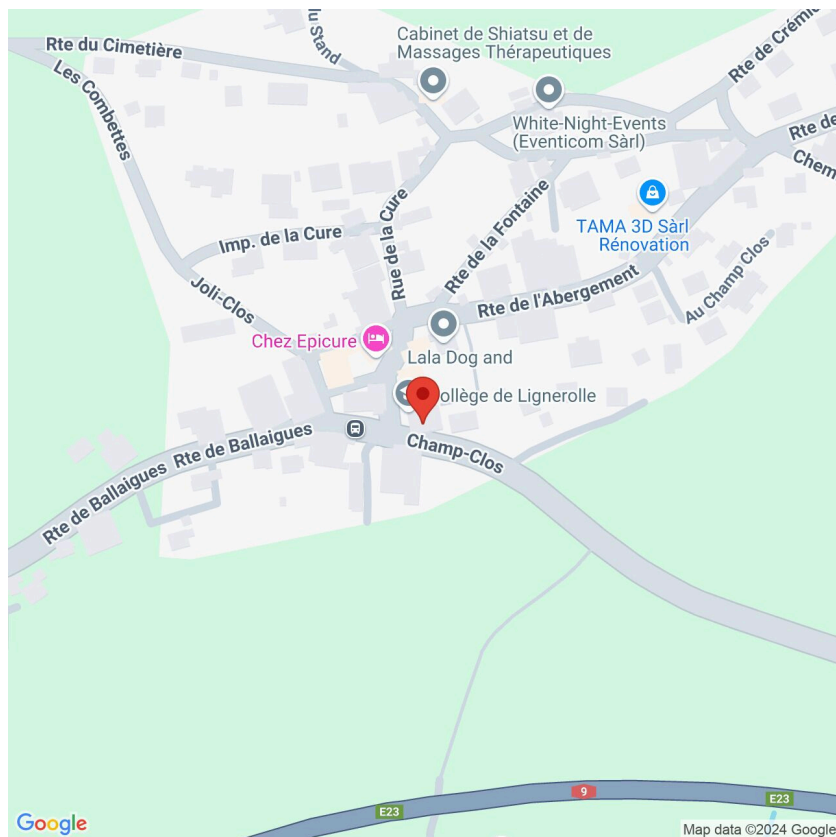 Rte du Cimetière
u Stand
Cabinet de Shiatsu et de
Massages Thérapeutiques
Rte de Crémi
Les Combettes
White-Night-Events
(Eventicom Sàrl)
Rte de
Chem
Imp. de la Cure
Rue de la Cure
Rte de la Fontaine
TAMA 3D Sàrl
Rénovation
Joli-Clos
Rte de l'Abergement
Au Champ Clos
Chez Epicure
Lala Dog and
ollège de Lignerolle
Rte de Ballaigues
Rte de Ballaigues
Champ-Clos
9
E23
E23
Google
Map data ©2024 Google